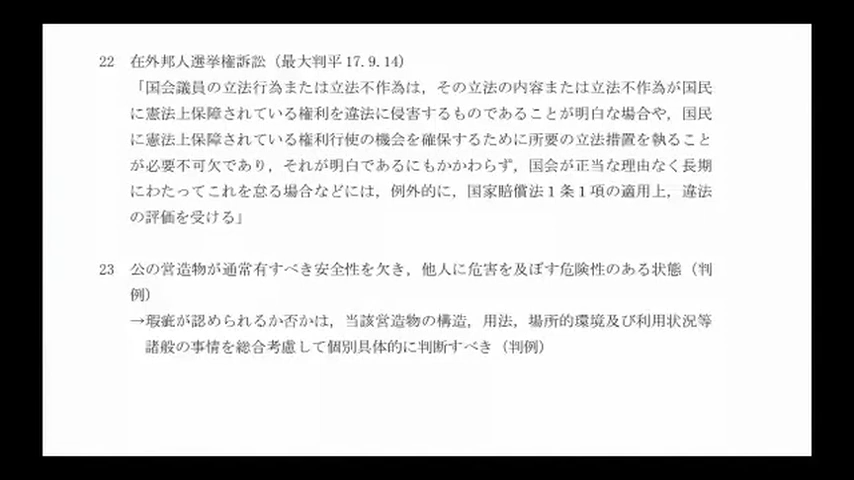 22 在外邦人選挙権訴訟（最大判平 17.9.14）
「国会議員の立法行為または立法不作為は，その立法の内容または立法不作為が国民
に憲法上保障されている権利を違法に侵害するものであることが明白な場合や，国民
に憲法上保障されている権利行使の機会を確保するために所要の立法措置を執ること
が必要不可欠であり，それが明白であるにもかかわらず，国会が正当な理由なく長期
にわたってこれを怠る場合などには，例外的に，国家賠償法１条１項の適用上，違法
の評価を受ける」
23 公の営造物が通常有すべき安全性を欠き，他人に危害を及ぼす危険性のある状態（判
例）
→瑕疵が認められるか否かは，当該営造物の構造，用法，場所的環境及び利用状況等
諸般の事情を総合考慮して個別具体的に判断すべき（判例）